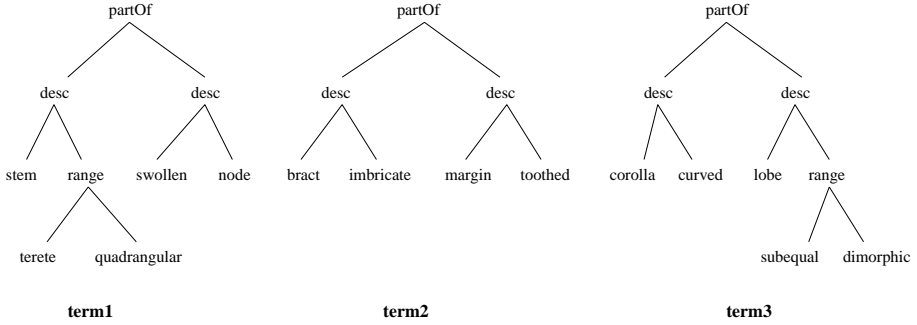 partOf partOf partOf
desc desc desc desc desc desc
stem range swollen node bract imbricate margin toothed corolla curved lobe range
terete quadrangular subequal dimorphic
term1 term2 term3